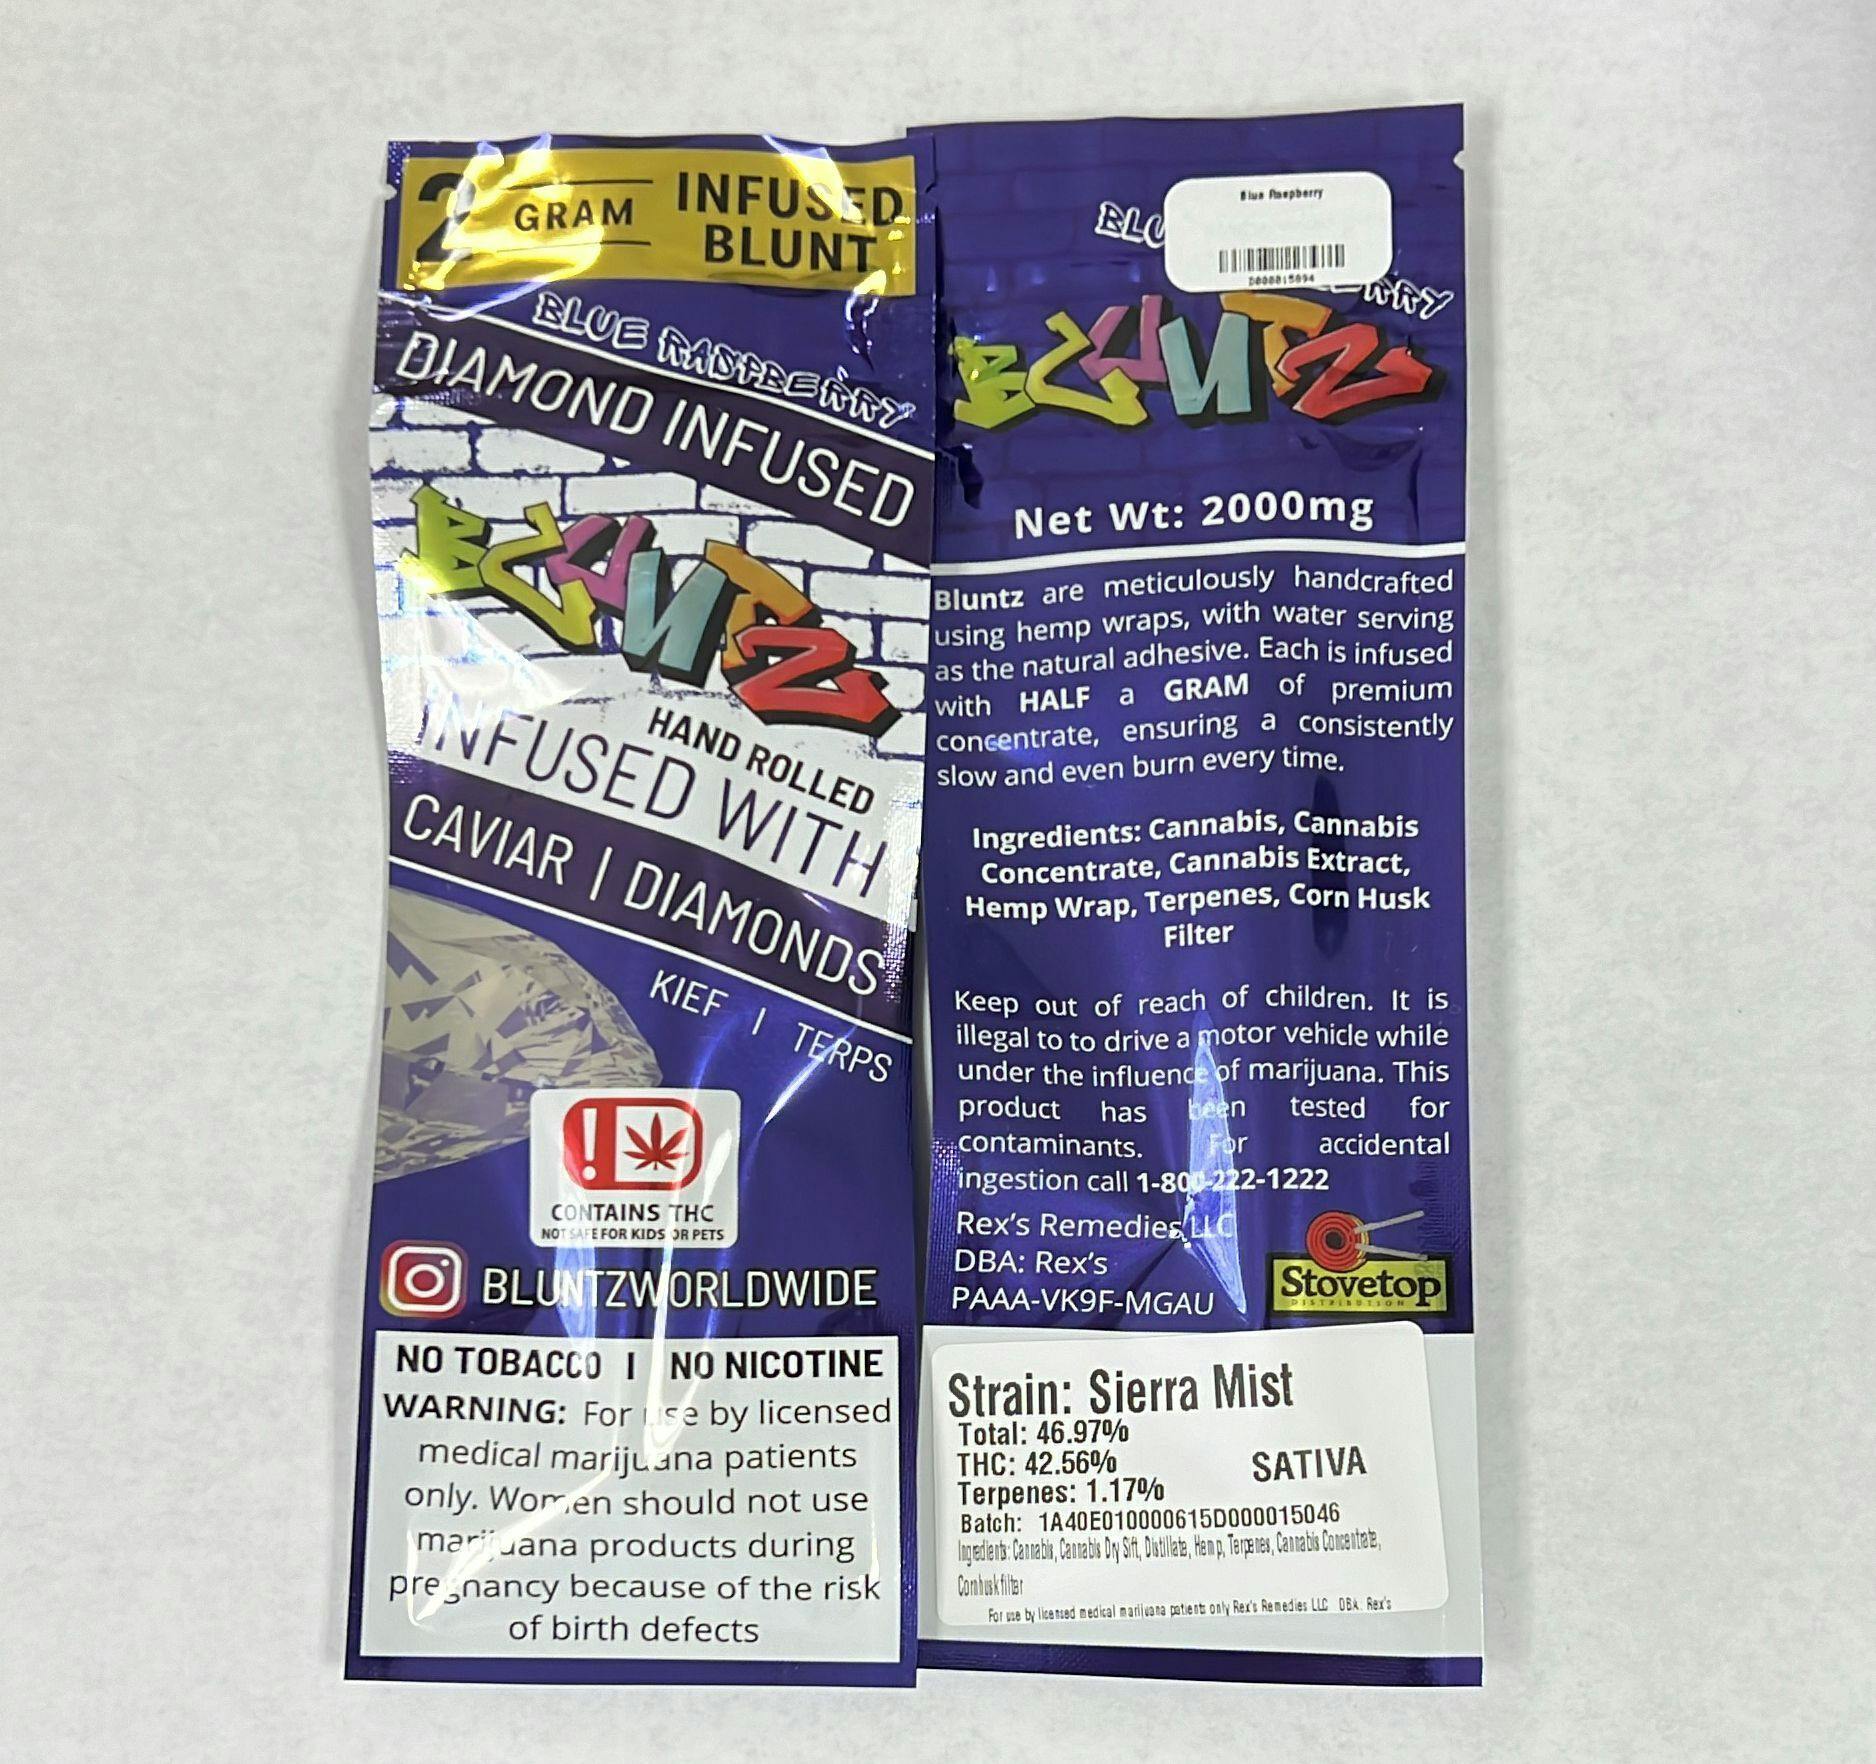 2 GRAM INFUSED BLUNT
BLUE RASPBERRY
DIAMOND INFUSED
BLUNTZ
HAND ROLLED
INFUSED WITH
CAVIAR | DIAMONDS
KIEF | TERPS
CONTAINS THC
NOT SAFE FOR KIDS OR PETS
BLUNTZWORLDWIDE
NO TOBACCO | NO NICOTINE
WARNING: For use by licensed
medical marijuana patients
only. Women should not use
marijuana products during
pregnancy because of the risk
of birth defects
Blue Raspberry
D000015094
BLU RRY
BLUNTZ
Net Wt: 2000mg
Bluntz are meticulously handcrafted
using hemp wraps, with water serving
as the natural adhesive. Each is infused
with HALF a GRAM of premium
concentrate, ensuring a consistently
slow and even burn every time.
Ingredients: Cannabis, Cannabis
Concentrate, Cannabis Extract,
Hemp Wrap, Terpenes, Corn Husk
Filter
Keep out of reach of children. It is
illegal to to drive a motor vehicle while
under the influence of marijuana. This
product has been tested for
contaminants. For accidental
ingestion call 1-800-222-1222
Rex's Remedies LLC
DBA: Rex's
PAAA-VK9F-MGAU
Stovetop
DISTRIBUTION
Strain: Sierra Mist
Total: 46.97%
THC: 42.56%
SATIVA
Terpenes: 1.17%
Batch: 1A40E010000615D000015046
Ingredients: Cannabis, Cannabis Dry Sift, Distillate, Hemp, Terpenes, Cannabis Concentrate,
Cornhusk filter
For use by licensed medical marijuana patients only Rex's Remedies LLC DBA: Rex's